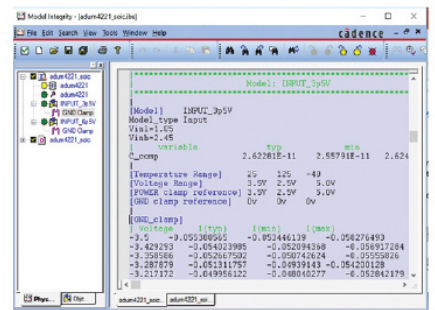 Model Integrity - [adum4221_soic.ibs]
File Edit Search View Tools Window Help
cādence
adum4221_soic
adum4221
adum4221
INPUT_3p5V
GND Clamp
INPUT_6p5V
GND Clamp
adum4221_soic
Model: INPUT_3p5V
[Model] INPUT_3p5V
Model_type Input
Vinl=1.05
Vinh=2.45
| variable typ min
C_comp 2.62281E-11 2.55791E-11 2.624
[Temperature Range] 25 125 -40
[Voltage Range] 3.5V 2.5V 5.0V
[POWER clamp reference] 3.5V 2.5V 5.0V
[GND clamp reference] 0v 0v 0v
[GND_clamp]
| Voltage I(typ) I(min) I(max)
-3.5 -0.055380565 -0.053446139 -0.058276493
-3.429293 -0.054023985 -0.052094368 -0.056917284
-3.358586 -0.052667502 -0.050742624 -0.05555826
-3.287879 -0.051311757 -0.04939143 -0.054200128
-3.217172 -0.049956122 -0.048040277 -0.052842179
Phys... Obje...
adum4221_soic... adum4221_soi...